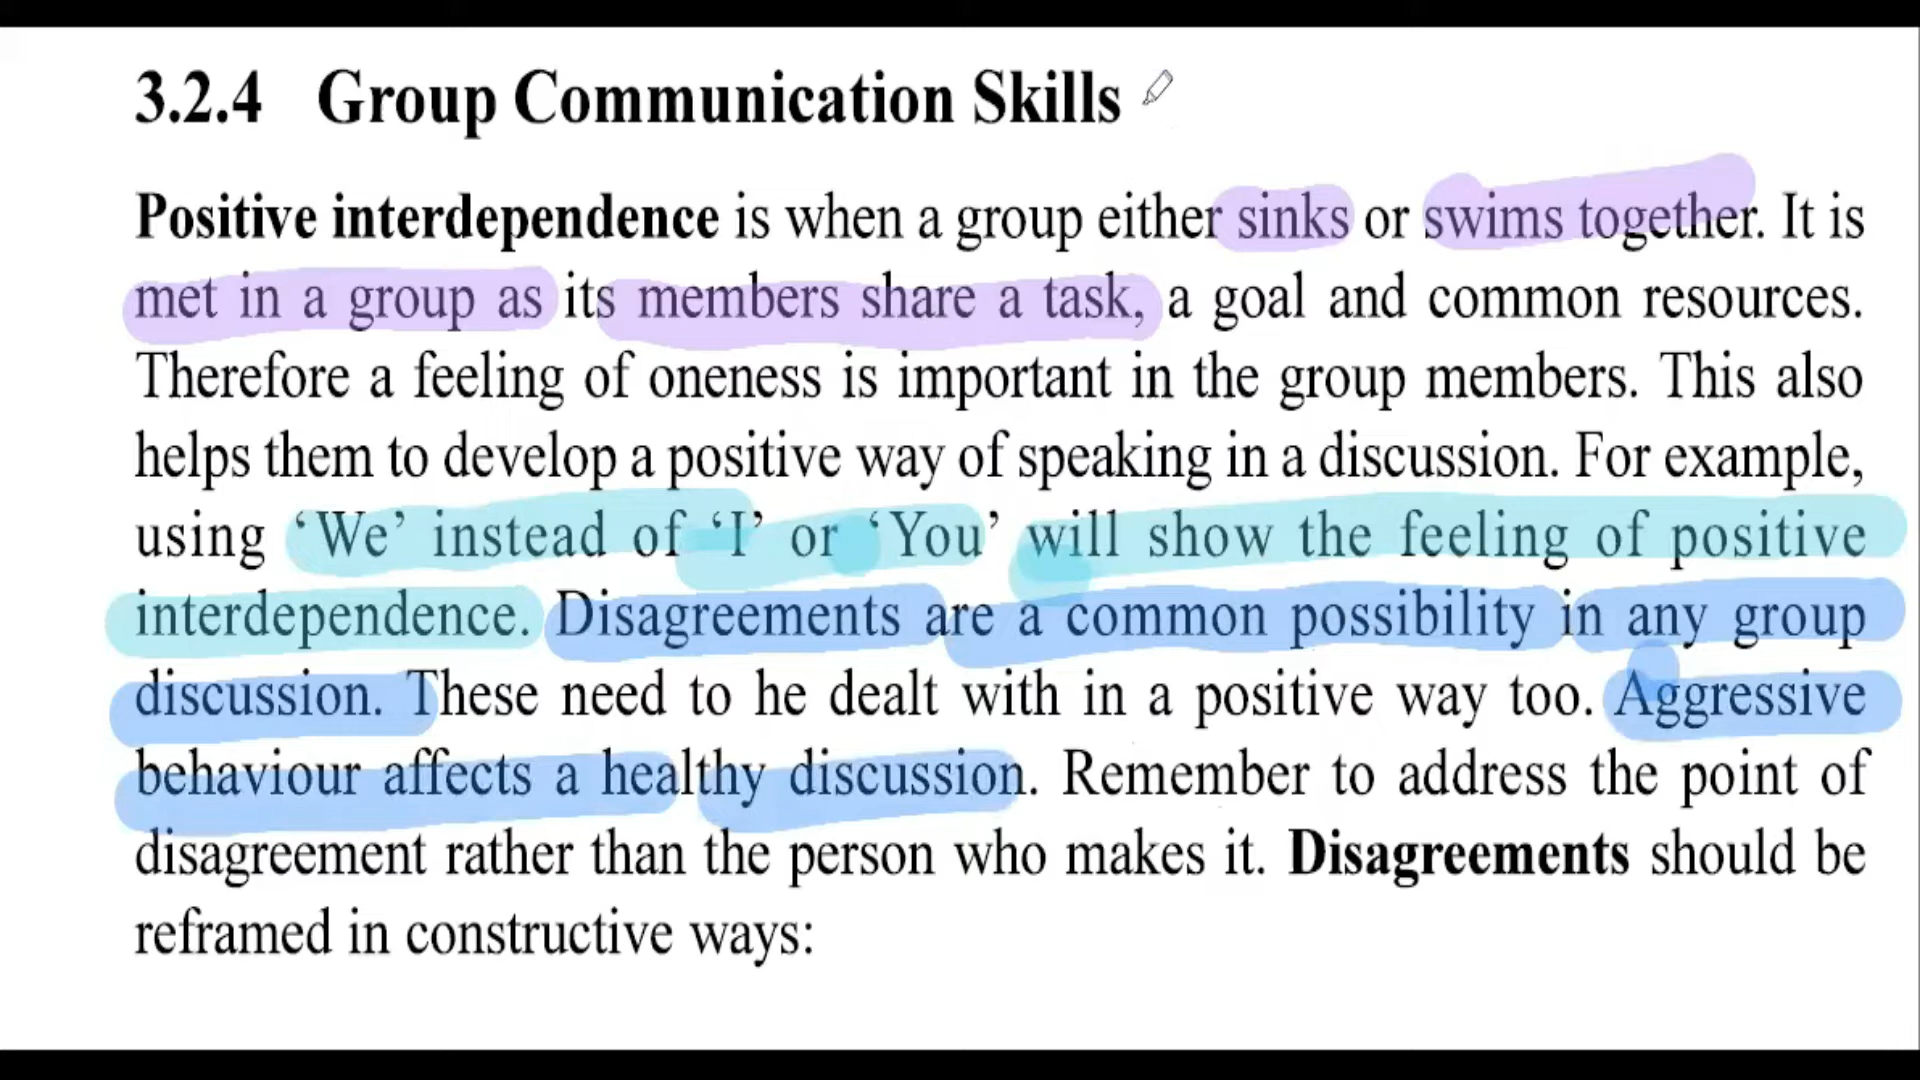 3.2.4 Group Communication Skills
Positive interdependence is when a group either sinks or swims together. It is
met in a group as its members share a task, a goal and common resources.
Therefore a feeling of oneness is important in the group members. This also
helps them to develop a positive way of speaking in a discussion. For example,
using ‘We’ instead of ‘I’ or ‘You’ will show the feeling of positive
interdependence. Disagreements are a common possibility in any group
discussion. These need to he dealt with in a positive way too. Aggressive
behaviour affects a healthy discussion. Remember to address the point of
disagreement rather than the person who makes it. Disagreements should be
reframed in constructive ways: